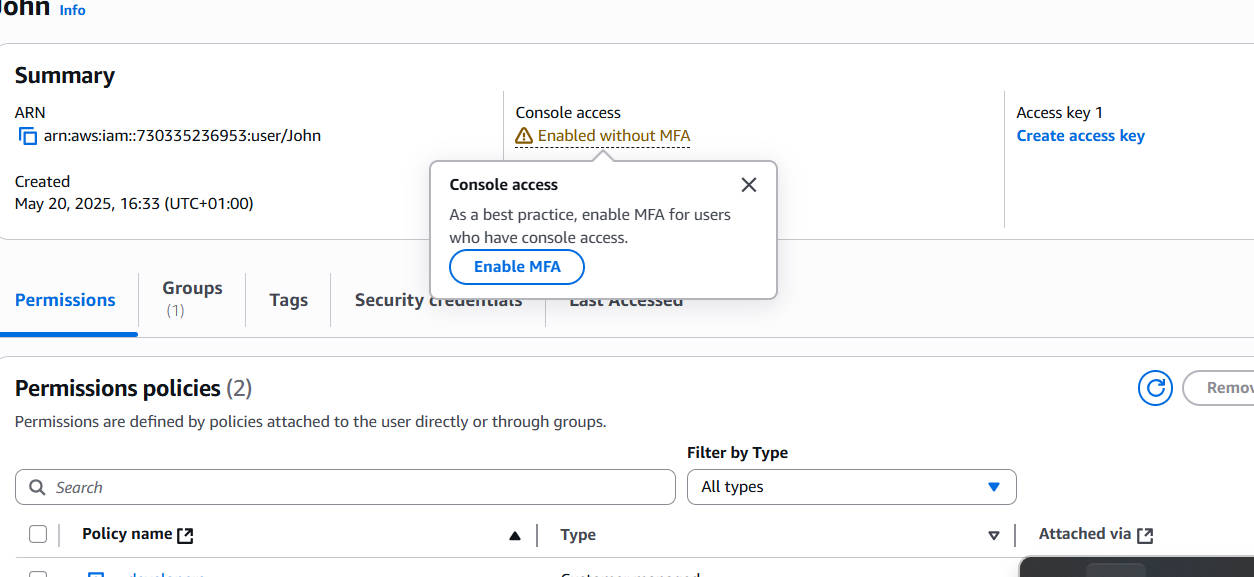 John Info
Summary
ARN
arn:aws:iam::730335236953:user/John
Created
May 20, 2025, 16:33 (UTC+01:00)
Console access
Enabled without MFA
Access key 1
Create access key
Console access
As a best practice, enable MFA for users
who have console access.
Enable MFA
Permissions
Groups
(1)
Tags
Security credentials
Last Accessed
Permissions policies (2)
Permissions are defined by policies attached to the user directly or through groups.
Remov
Filter by Type
Search
All types
Policy name
Type
Attached via
Customer managed